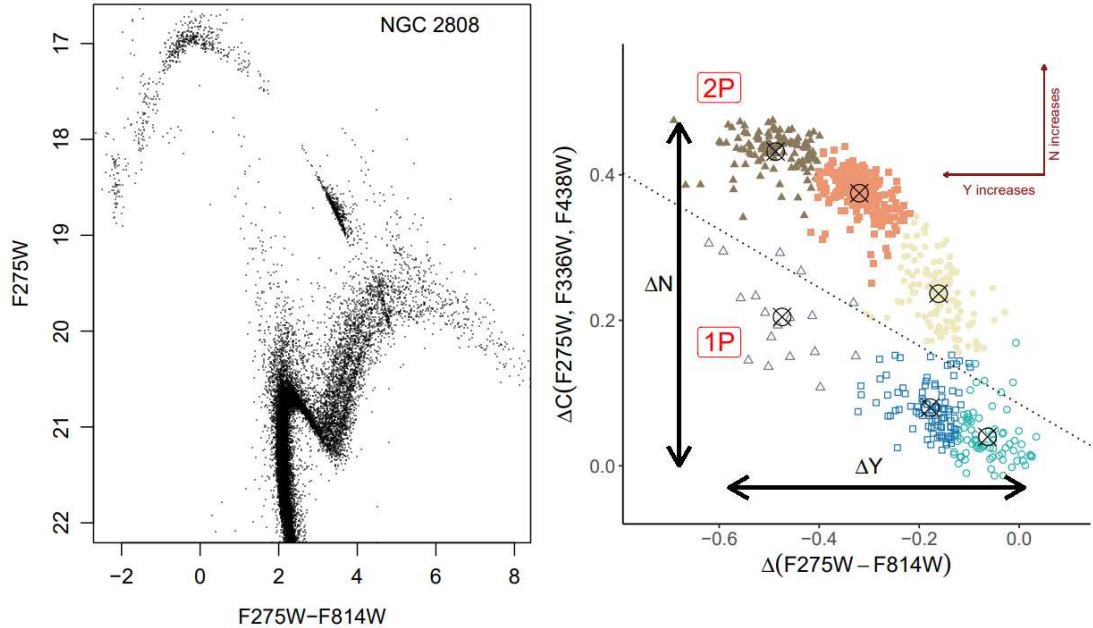 NGC 2808
17
18
19
20
21
22
F275W
−2
0
2
4
6
8
F275W−F814W
2P
1P
N increases
Y increases
ΔN
ΔY
0.4
0.2
0.0
ΔC(F275W, F336W, F438W)
−0.6
−0.4
−0.2
0.0
Δ(F275W − F814W)